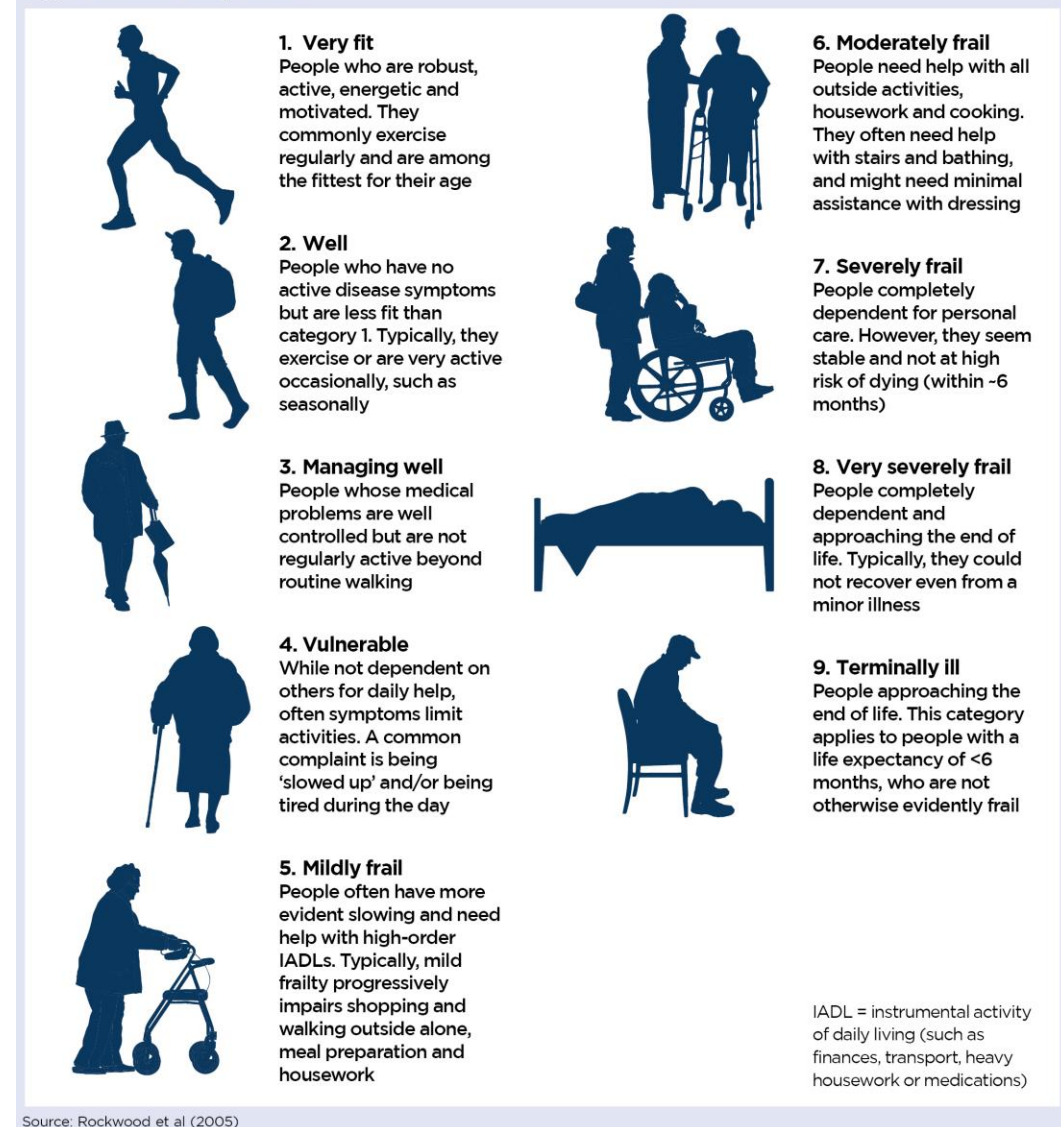 1. Very fit
People who are robust,
active, energetic and
motivated. They
commonly exercise
regularly and are among
the fittest for their age
2. Well
People who have no
active disease symptoms
but are less fit than
category 1. Typically, they
exercise or are very active
occasionally, such as
seasonally
3. Managing well
People whose medical
problems are well
controlled but are not
regularly active beyond
routine walking
4. Vulnerable
While not dependent on
others for daily help,
often symptoms limit
activities. A common
complaint is being
‘slowed up’ and/or being
tired during the day
5. Mildly frail
People often have more
evident slowing and need
help with high-order
IADLs. Typically, mild
frailty progressively
impairs shopping and
walking outside alone,
meal preparation and
housework
6. Moderately frail
People need help with all
outside activities,
housework and cooking.
They often need help
with stairs and bathing,
and might need minimal
assistance with dressing
7. Severely frail
People completely
dependent for personal
care. However, they seem
stable and not at high
risk of dying (within ~6
months)
8. Very severely frail
People completely
dependent and
approaching the end of
life. Typically, they could
not recover even from a
minor illness
9. Terminally ill
People approaching the
end of life. This category
applies to people with a
life expectancy of <6
months, who are not
otherwise evidently frail
IADL = instrumental activity
of daily living (such as
finances, transport, heavy
housework or medications)
Source: Rockwood et al (2005)